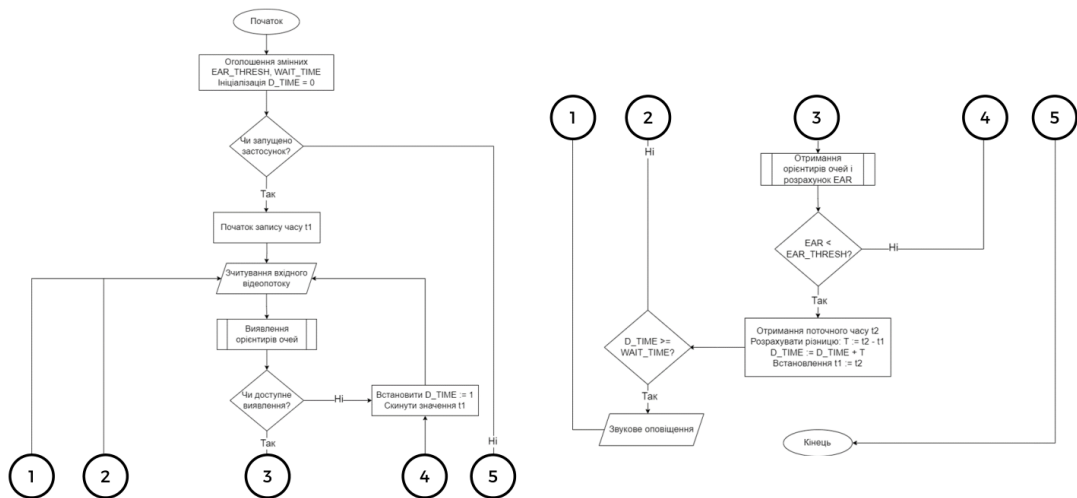 Початок
Оголошення змінних
EAR_THRESH, WAIT_TIME
Ініціалізація D_TIME = 0
Чи запущено
застосунок?
Так
Ні
Початок запису часу t1
Зчитування вхідного
відеопотоку
Виявлення
орієнтирів очей
Чи доступне
виявлення?
Ні
Встановити D_TIME := 1
Скинути значення t1
Так
1
2
3
4
5
1
2
3
4
5
Ні
Отримання
орієнтирів очей і
розрахунок EAR
EAR <
EAR_THRESH?
Ні
Так
Отримання поточного часу t2
Розрахувати різницю: T := t2 - t1
D_TIME := D_TIME + T
Встановлення t1 := t2
D_TIME >=
WAIT_TIME?
Так
Звукове оповіщення
Кінець